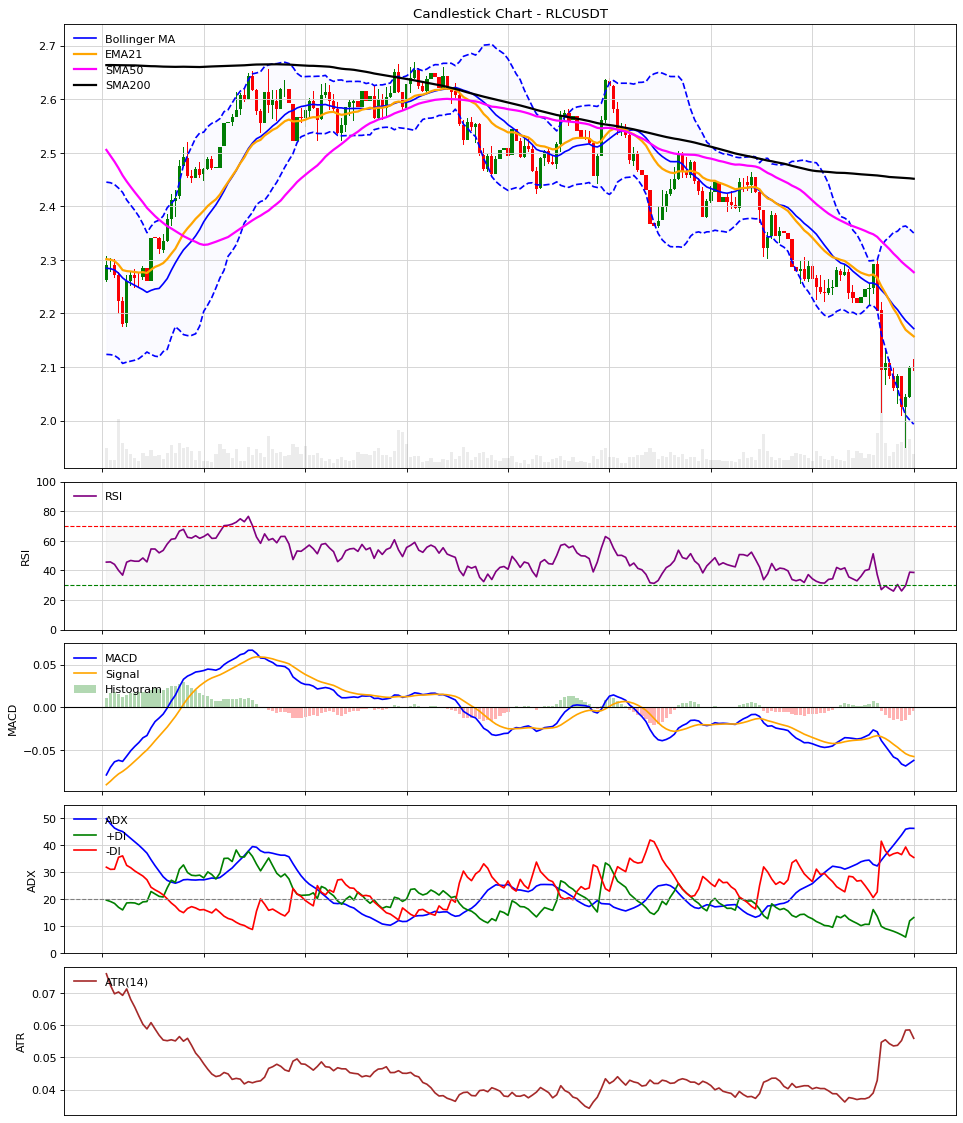 Candlestick Chart - RLCUSDT
Bollinger MA
EMA21
SMA50
SMA200
2.7
2.6
2.5
2.4
2.3
2.2
2.1
2.0
RSI
100
80
60
40
20
0
RSI
MACD
Signal
Histogram
0.05
0.00
−0.05
MACD
ADX
+DI
-DI
50
40
30
20
10
0
ADX
ATR(14)
0.07
0.06
0.05
0.04
ATR